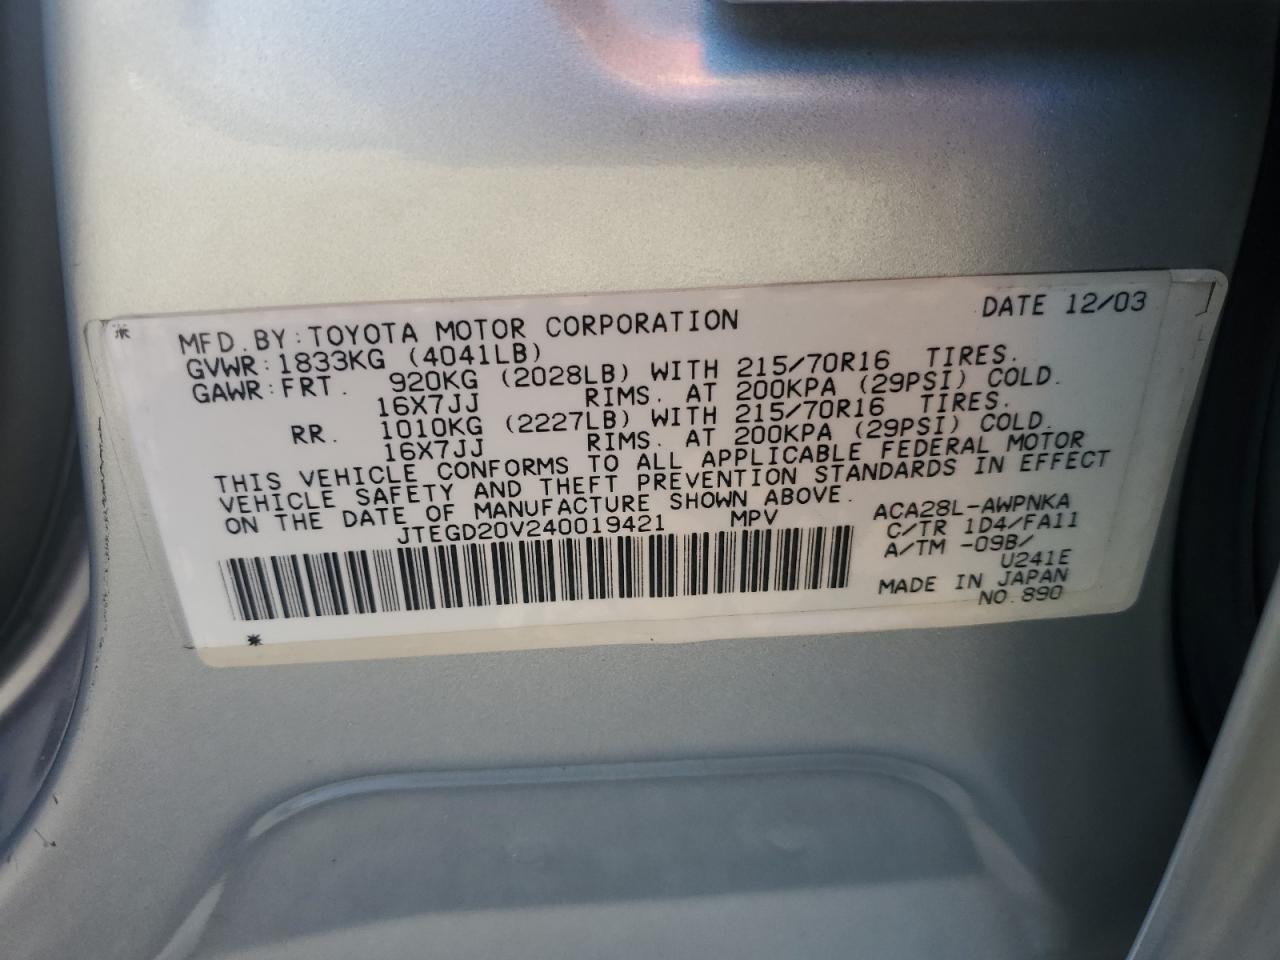 DATE 12/03
MFD. BY: TOYOTA MOTOR CORPORATION
GVWR: 1833KG (4041LB)
GAWR: FRT. 920KG (2028LB) WITH 215/70R16 TIRES.
16X7JJ RIMS. AT 200KPA (29PSI) COLD.
RR. 1010KG (2227LB) WITH 215/70R16 TIRES.
16X7JJ RIMS. AT 200KPA (29PSI) COLD.
THIS VEHICLE CONFORMS TO ALL APPLICABLE FEDERAL MOTOR
VEHICLE SAFETY AND THEFT PREVENTION STANDARDS IN EFFECT
ON THE DATE OF MANUFACTURE SHOWN ABOVE.
JTEGD20V240019421 MPV
ACA28L-AWPNKA
C/TR 1D4/FA11
A/TM -09B/
U241E
MADE IN JAPAN
NO. 890